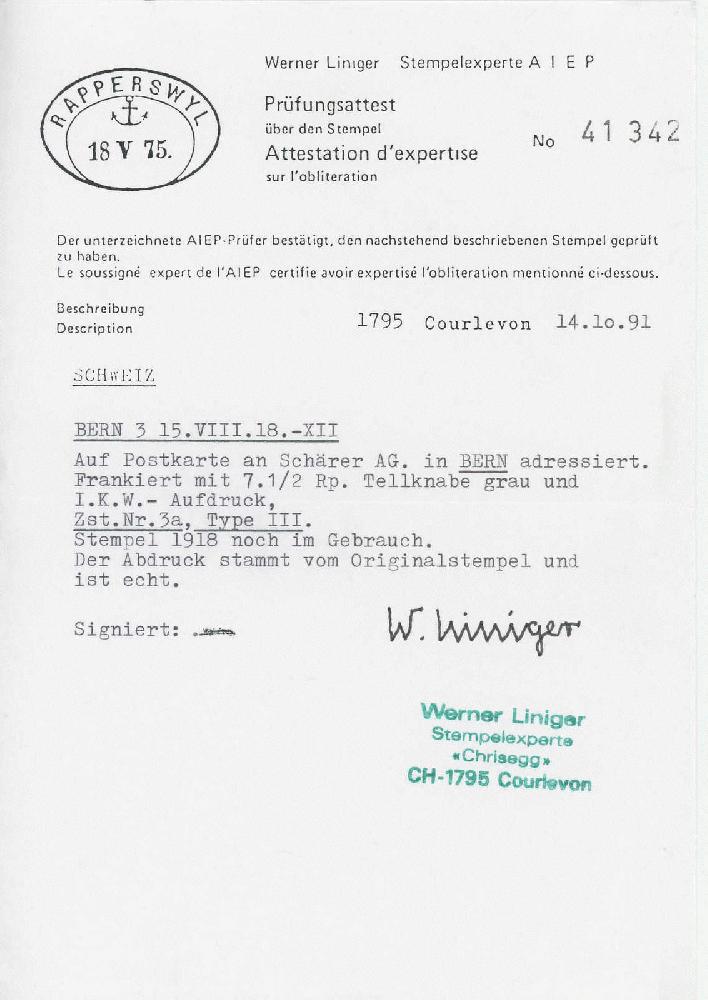 RAPPERSWYL
18 V 75.
Werner Liniger Stempelexperte A I E P
Prüfungsattest
über den Stempel
Attestation d'expertise
sur l'obliteration
No 41 342
Der unterzeichnete AIEP-Prüfer bestätigt, den nachstehend beschriebenen Stempel geprüft
zu haben.
Le soussigné expert de l'AIEP certifie avoir expertisé l'obliteration mentionné ci-dessous.
Beschreibung
Description
1795 Courlevon 14.1o.91
SCHWEIZ
BERN 3 15.VIII.18.-XII
Auf Postkarte an Schärer AG. in BERN adressiert.
Frankiert mit 7.1/2 Rp. Tellknabe grau und
I.K.W.- Aufdruck,
Zst.Nr.3a, Type III.
Stempel 1918 noch im Gebrauch.
Der Abdruck stammt vom Originalstempel und
ist echt.
Signiert:
W. Liniger
Werner Liniger
Stempelexperte
«Chrisegg»
CH-1795 Courlevon